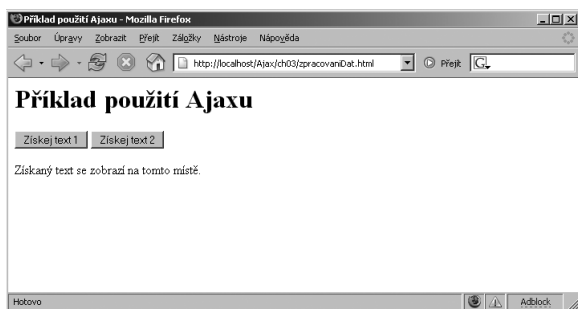 Příklad použití Ajaxu - Mozilla Firefox
Soubor Úpravy Zobrazit Přejít Záložky Nástroje Nápověda
http://localhost/Ajax/ch03/zpracovaniDat.html Přejít G
Příklad použití Ajaxu
Získej text 1 Získej text 2
Získaný text se zobrazí na tomto místě.
Hotovo Adblock